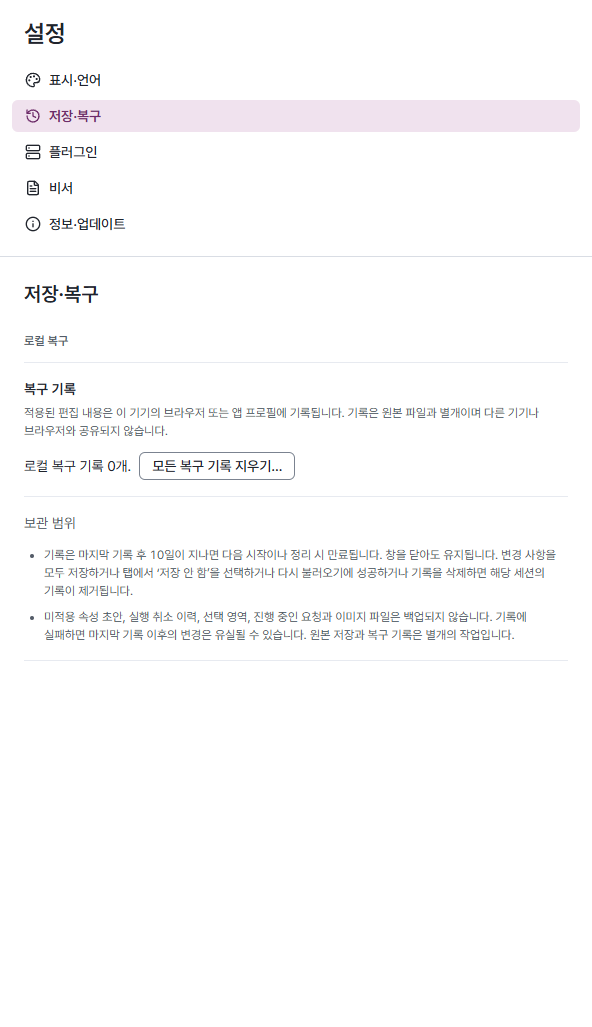 설정
표시·언어
저장·복구
플러그인
비서
정보·업데이트
저장·복구
로컬 복구
복구 기록
적용된 편집 내용은 이 기기의 브라우저 또는 앱 프로필에 기록됩니다. 기록은 원본 파일과 별개이며 다른 기기나
브라우저와 공유되지 않습니다.
로컬 복구 기록 0개. 모든 복구 기록 지우기...
보관 범위
• 기록은 마지막 기록 후 10일이 지나면 다음 시작이나 정리 시 만료됩니다. 창을 닫아도 유지됩니다. 변경 사항을
모두 저장하거나 탭에서 ‘저장 안 함’을 선택하거나 다시 불러오기에 성공하거나 기록을 삭제하면 해당 세션의
기록이 제거됩니다.
• 미적용 속성 초안, 실행 취소 이력, 선택 영역, 진행 중인 요청과 이미지 파일은 백업되지 않습니다. 기록에
실패하면 마지막 기록 이후의 변경은 유실될 수 있습니다. 원본 저장과 복구 기록은 별개의 작업입니다.